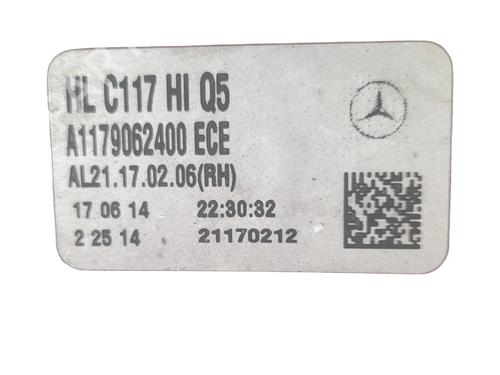 HL C117 HI Q5
A1179062400 ECE
AL21.17.02.06(RH)
17 06 14 22:30:32
2 25 14 21170212